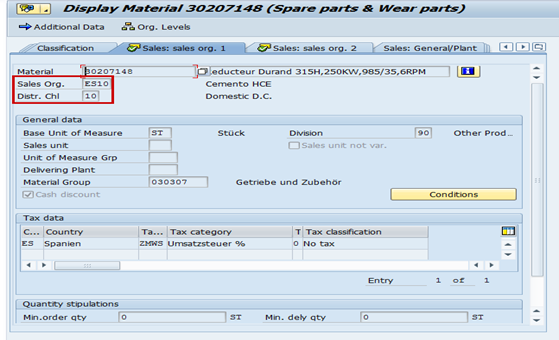 Display Material 30207148 (Spare parts & Wear parts)
Additional Data Org. Levels
Classification Sales: sales org. 1 Sales: sales org. 2 Sales: General/Plant
Material 30207148 educteur Durand 315H,250KW,985/35,6RPM
Sales Org. ES10 Cemento HCE
Distr. Chl 10 Domestic D.C.
General data
Base Unit of Measure ST Stück Division 90 Other Prod..
Sales unit Sales unit not var.
Unit of Measure Grp
Delivering Plant
Material Group 030307 Getriebe und Zubehör
Cash discount Conditions
Tax data
C... Country Ta... Tax category T Tax classification
ES Spanien ZMWS Umsatzsteuer % 0 No tax
Entry 1 of 1
Quantity stipulations
Min.order qty 0 ST Min. dely qty 0 ST